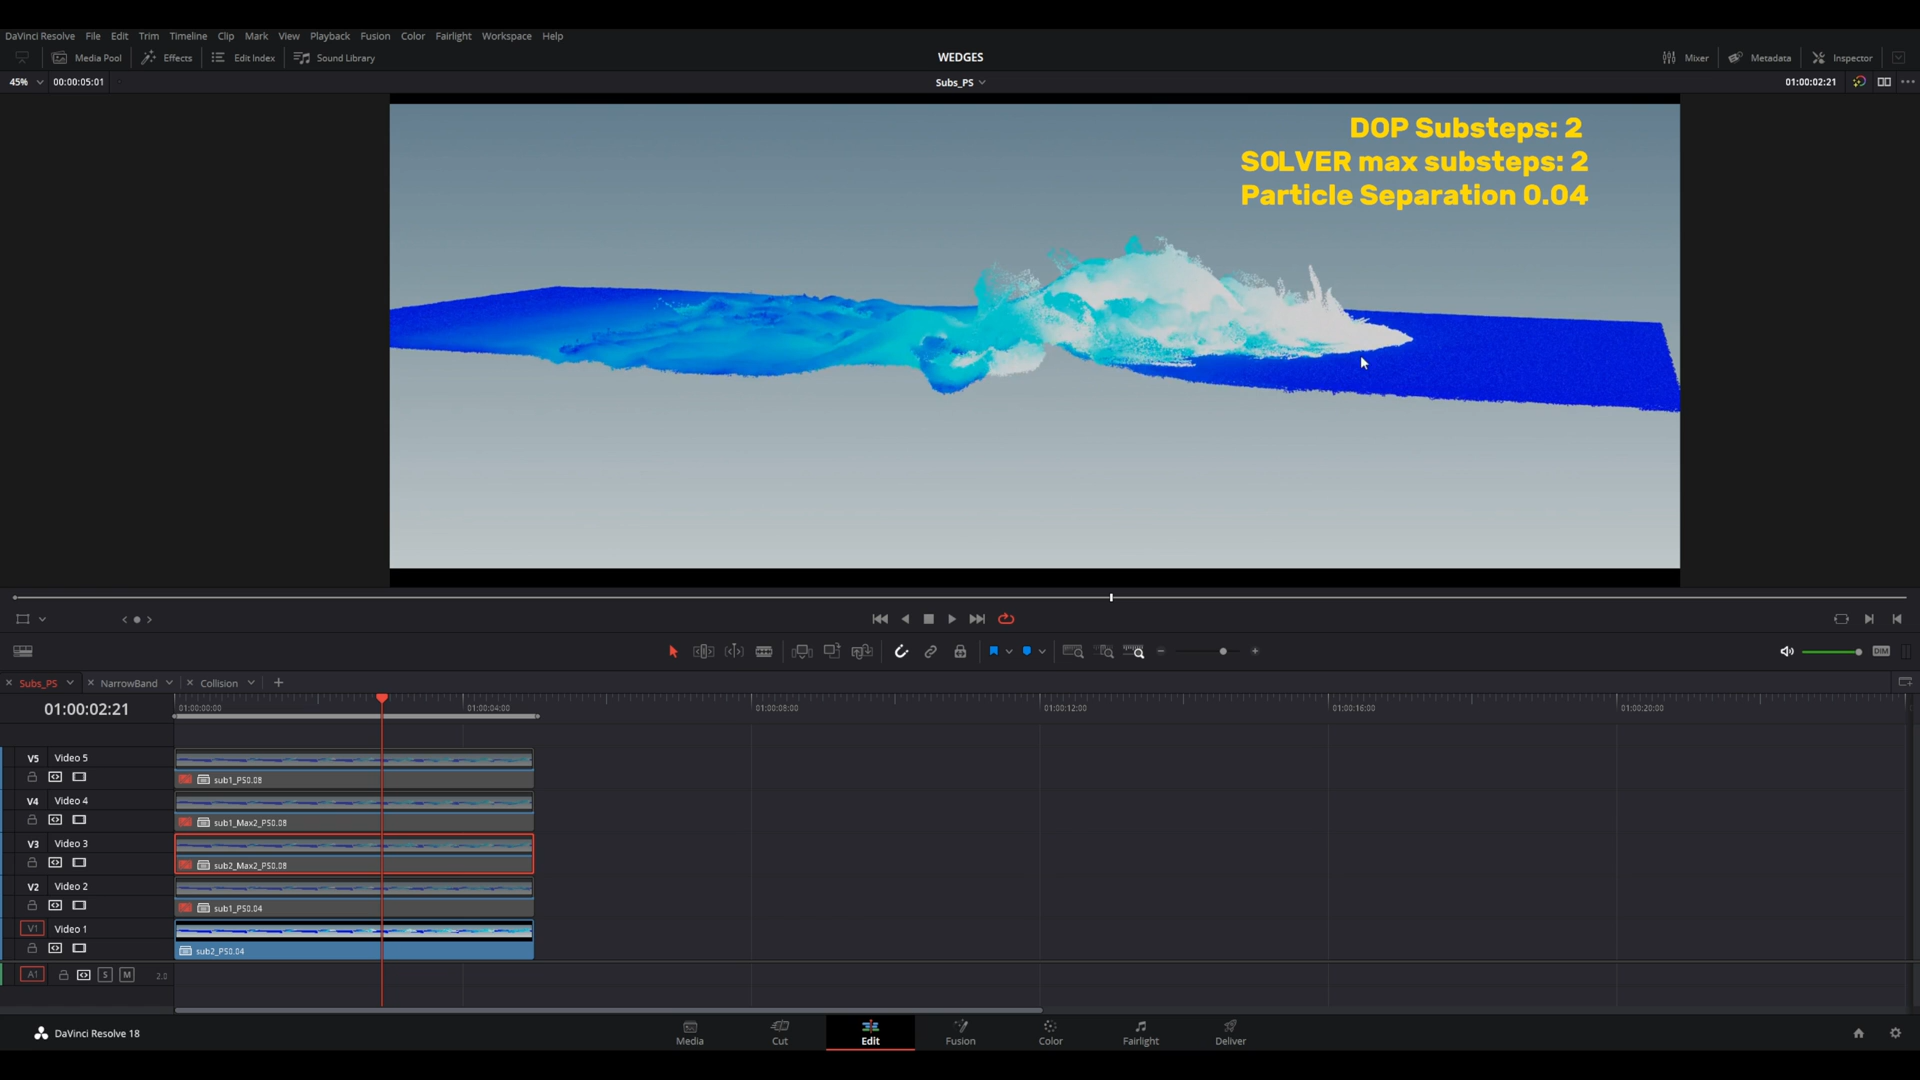 DaVinci Resolve File Edit Trim Timeline Clip Mark View Playback Fusion Color Fairlight Workspace Help
Media Pool Effects Edit Index Sound Library WEDGES Mixer Metadata Inspector
45% 00:00:05:01 Subs_PS 01:00:02:21
DOP Substeps: 2
SOLVER max substeps: 2
Particle Separation 0.04
DIM
Subs_PS NarrowBand Collision
01:00:02:21 01:00:00:00 01:00:04:00 01:00:08:00 01:00:12:00 01:00:16:00 01:00:20:00
V5 Video 5
sub1_PS0.08
V4 Video 4
sub1_Max2_PS0.08
V3 Video 3
sub2_Max2_PS0.08
V2 Video 2
sub1_PS0.04
V1 Video 1
sub2_PS0.04
A1 S M 2.0
DaVinci Resolve 18 Media Cut Edit Fusion Color Fairlight Deliver